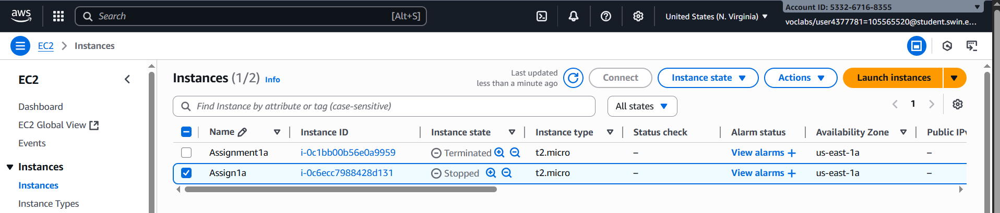 aws
Search [Alt+S]
United States (N. Virginia)
Account ID: 5332-6716-8355
voclabs/user4377781=105565520@student.swin.e...
EC2 Instances
EC2
Dashboard
EC2 Global View
Events
Instances
Instances
Instance Types
Instances (1/2) Info
Last updated
less than a minute ago
Connect
Instance state
Actions
Launch instances
Find Instance by attribute or tag (case-sensitive)
All states
1
Name Instance ID Instance state Instance type Status check Alarm status Availability Zone Public IPv
Assignment1a i-0c1bb00b56e0a9959 Terminated t2.micro – View alarms + us-east-1a –
Assign1a i-0c6ecc7988428d131 Stopped t2.micro – View alarms + us-east-1a –